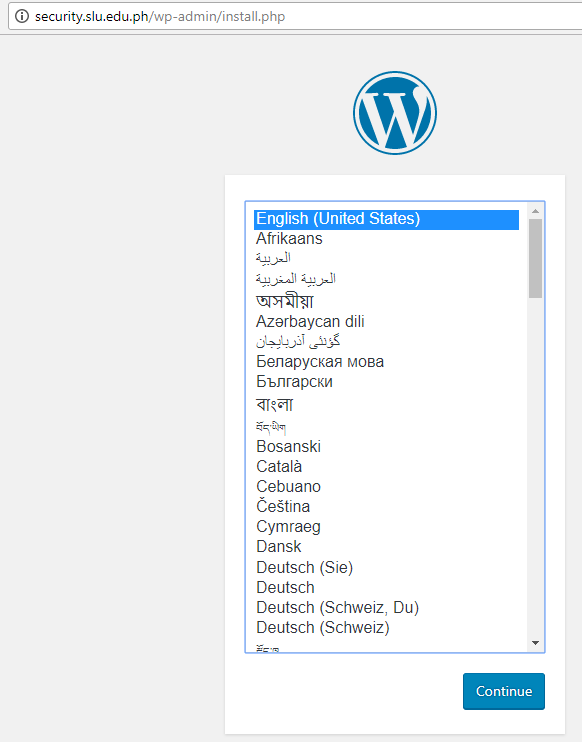 security.slu.edu.ph/wp-admin/install.php
English (United States)
Afrikaans
العربية
العربية المغربية
অসমীয়া
Azərbaycan dili
گؤنئی آذربایجان
Беларуская мова
Български
বাংলা
བོད་ཡིག
Bosanski
Català
Cebuano
Čeština
Cymraeg
Dansk
Deutsch (Sie)
Deutsch
Deutsch (Schweiz, Du)
Deutsch (Schweiz)
Continue